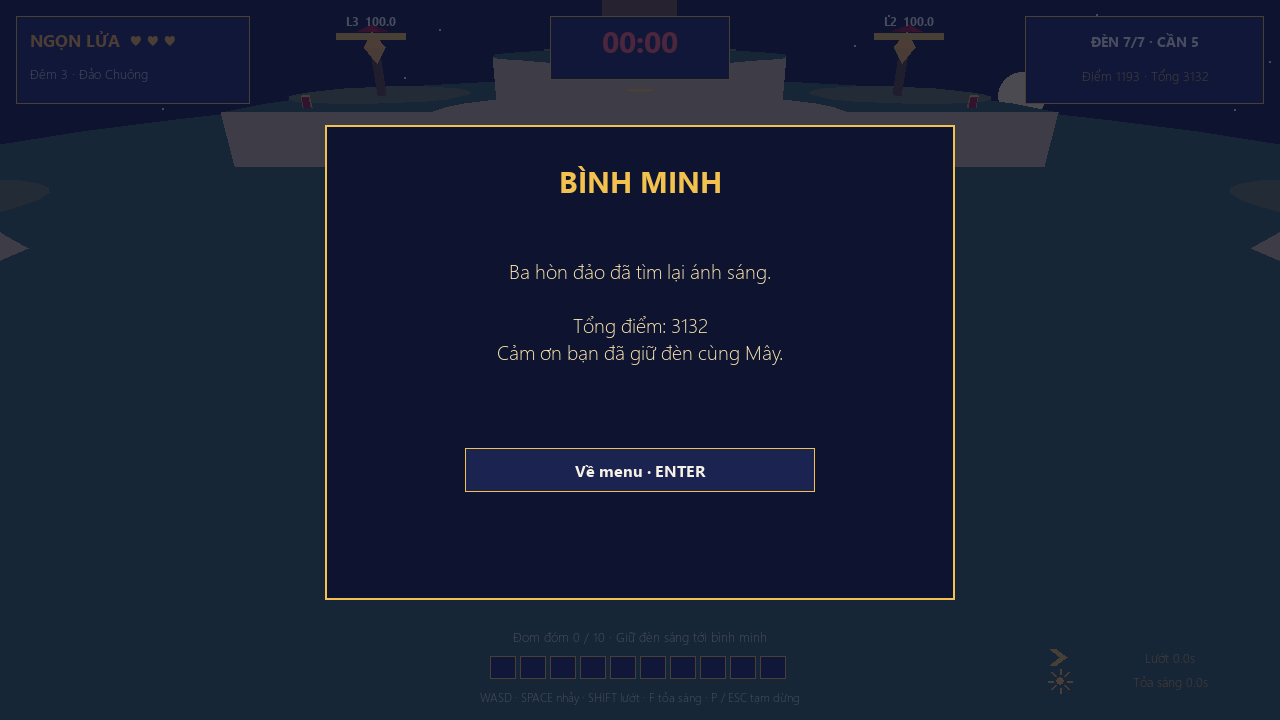 NGỌN LỬA ♥ ♥ ♥
Đêm 3 · Đảo Chuông
L3 100.0
00:00
L2 100.0
ĐÈN 7/7 · CẦN 5
Điểm 1193 · Tổng 3132
BÌNH MINH
Ba hòn đảo đã tìm lại ánh sáng.
Tổng điểm: 3132
Cảm ơn bạn đã giữ đèn cùng Mây.
Về menu · ENTER
Đom đóm 0 / 10 · Giữ đèn sáng tới bình minh
WASD · SPACE nhảy · SHIFT lướt · F tỏa sáng · P / ESC tạm dừng
Lướt 0.0s
Tỏa sáng 0.0s